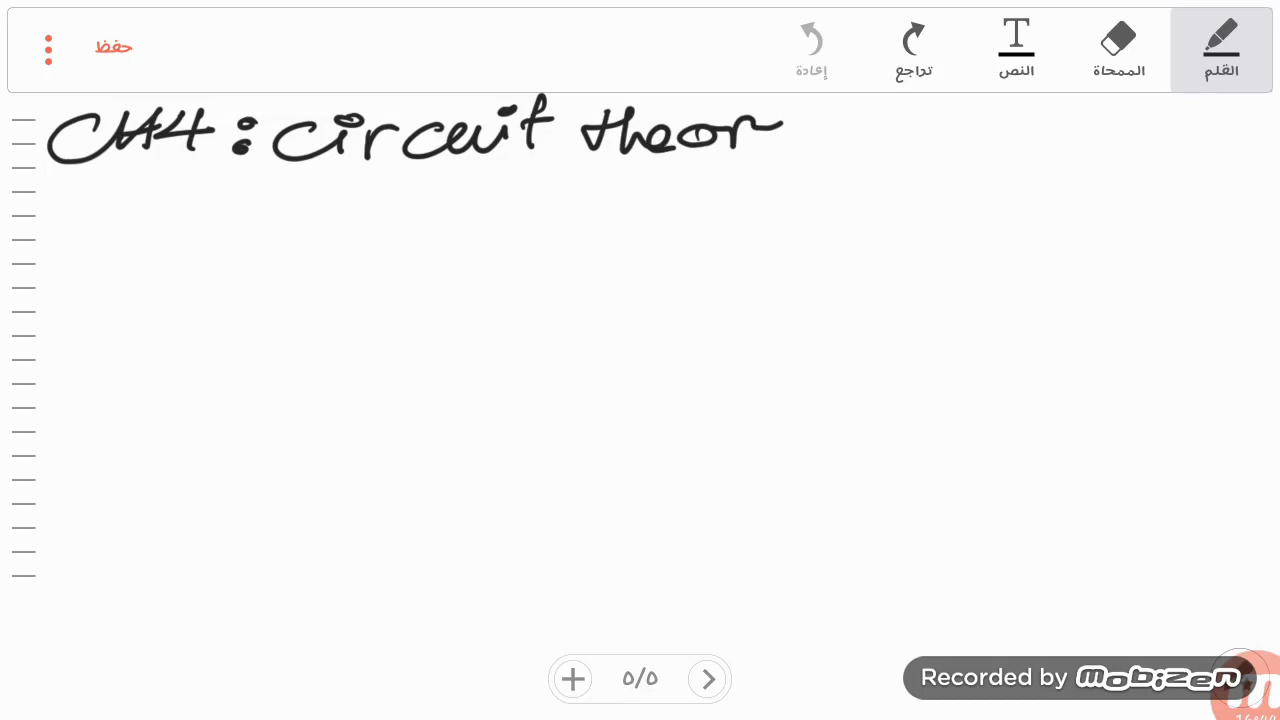 حفظ
إعادة
تراجع
النص
الممحاة
القلم
CH4 : circuit theor
٥/٥
Recorded by mobizen